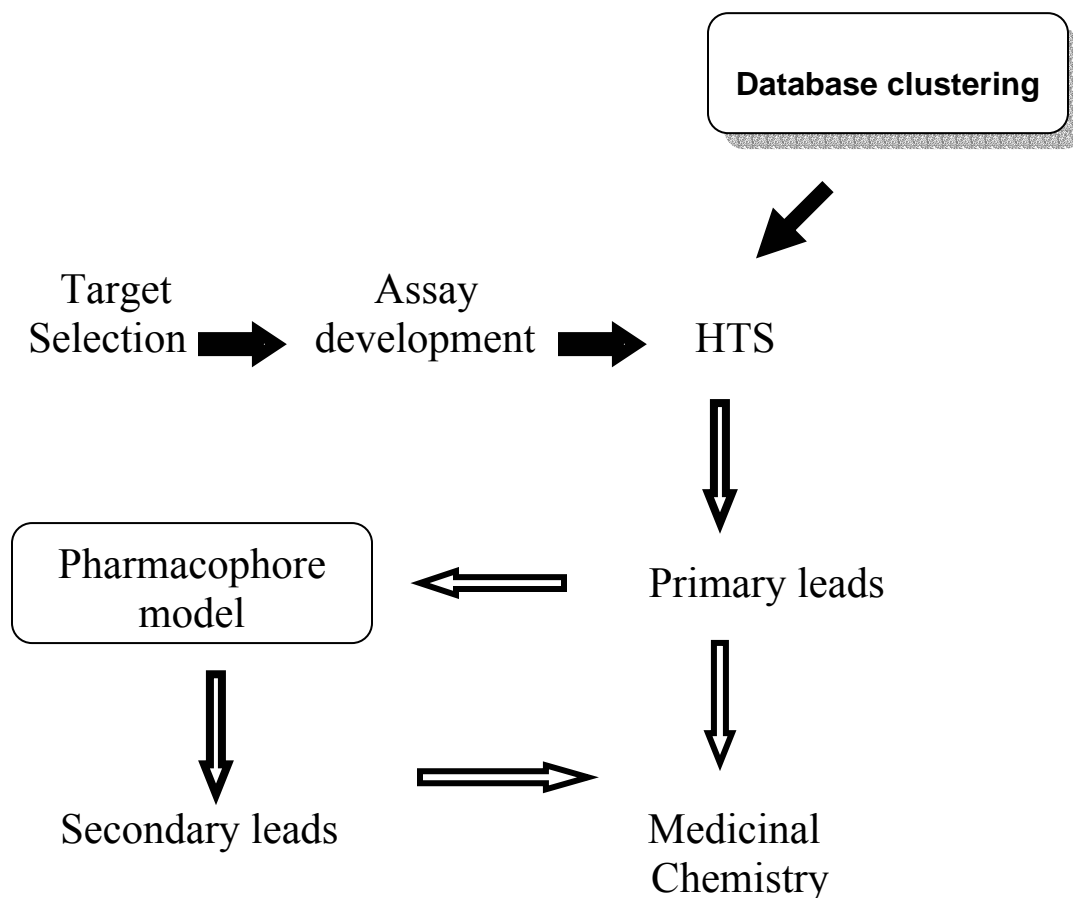 Database clustering
Target
Selection
Assay
development
HTS
Pharmacophore
model
Primary leads
Secondary leads
Medicinal
Chemistry